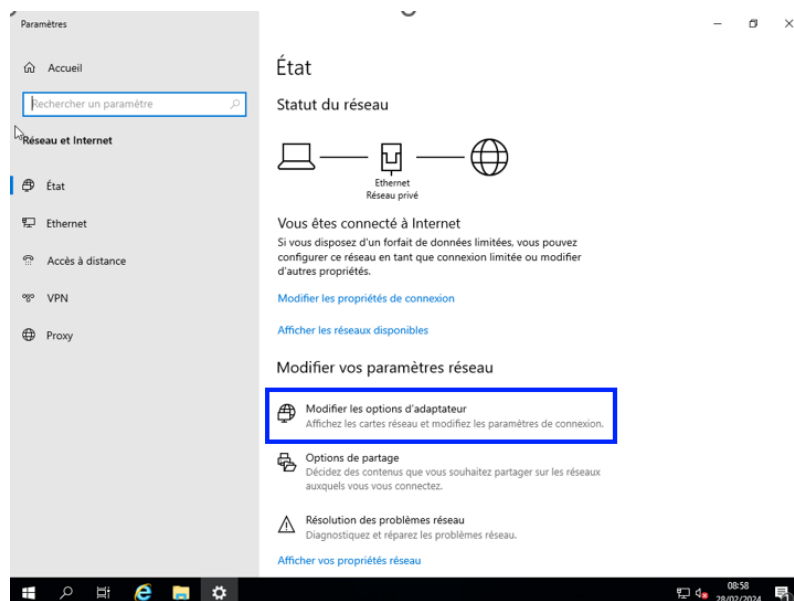 Paramètres
Accueil
Rechercher un paramètre
Réseau et Internet
État
Ethernet
Accès à distance
VPN
Proxy
État
Statut du réseau
Ethernet
Réseau privé
Vous êtes connecté à Internet
Si vous disposez d'un forfait de données limitées, vous pouvez
configurer ce réseau en tant que connexion limitée ou modifier
d'autres propriétés.
Modifier les propriétés de connexion
Afficher les réseaux disponibles
Modifier vos paramètres réseau
Modifier les options d'adaptateur
Affichez les cartes réseau et modifiez les paramètres de connexion.
Options de partage
Décidez des contenus que vous souhaitez partager sur les réseaux
auxquels vous vous connectez.
Résolution des problèmes réseau
Diagnostiquez et réparez les problèmes réseau.
Afficher vos propriétés réseau
08:58
28/02/2024